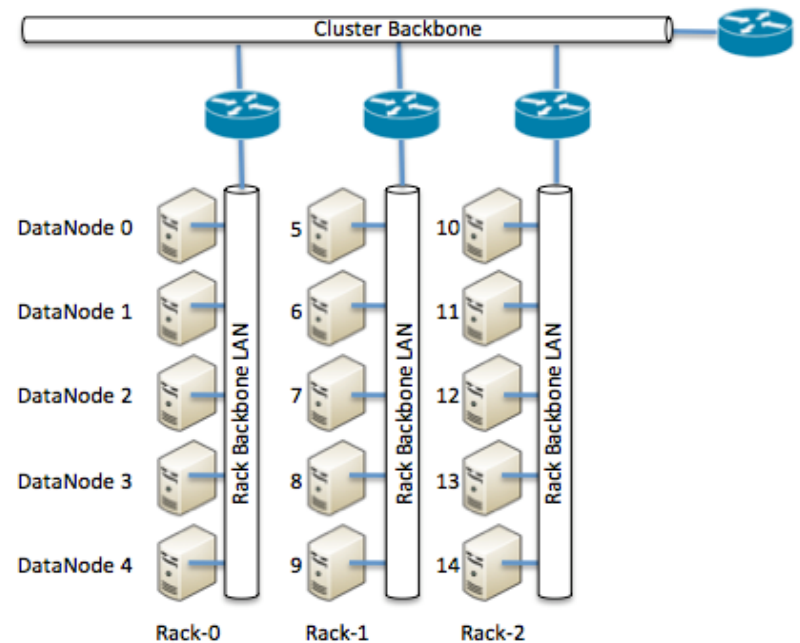 Cluster Backbone
DataNode 0
5
10
DataNode 1
6
11
DataNode 2
7
12
DataNode 3
8
13
DataNode 4
9
14
Rack Backbone LAN
Rack Backbone LAN
Rack Backbone LAN
Rack-0
Rack-1
Rack-2